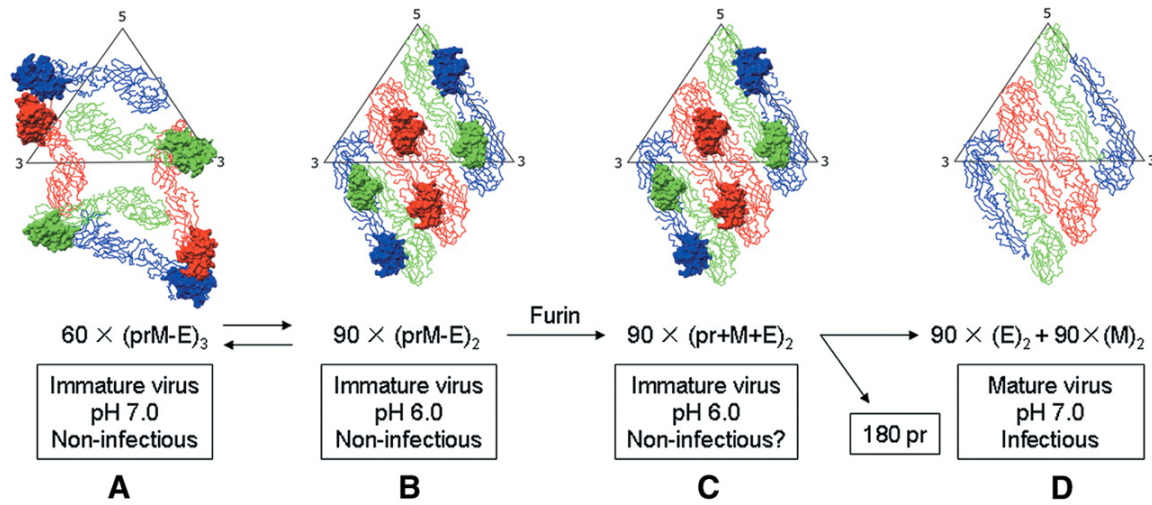 5
5
5
5
3
3
3
3
3
3
3
3
60 × (prM-E)₃
90 × (prM-E)₂
Furin
90 × (pr+M+E)₂
90 × (E)₂ + 90×(M)₂
Immature virus
pH 7.0
Non-infectious
Immature virus
pH 6.0
Non-infectious
Immature virus
pH 6.0
Non-infectious?
180 pr
Mature virus
pH 7.0
Infectious
A
B
C
D